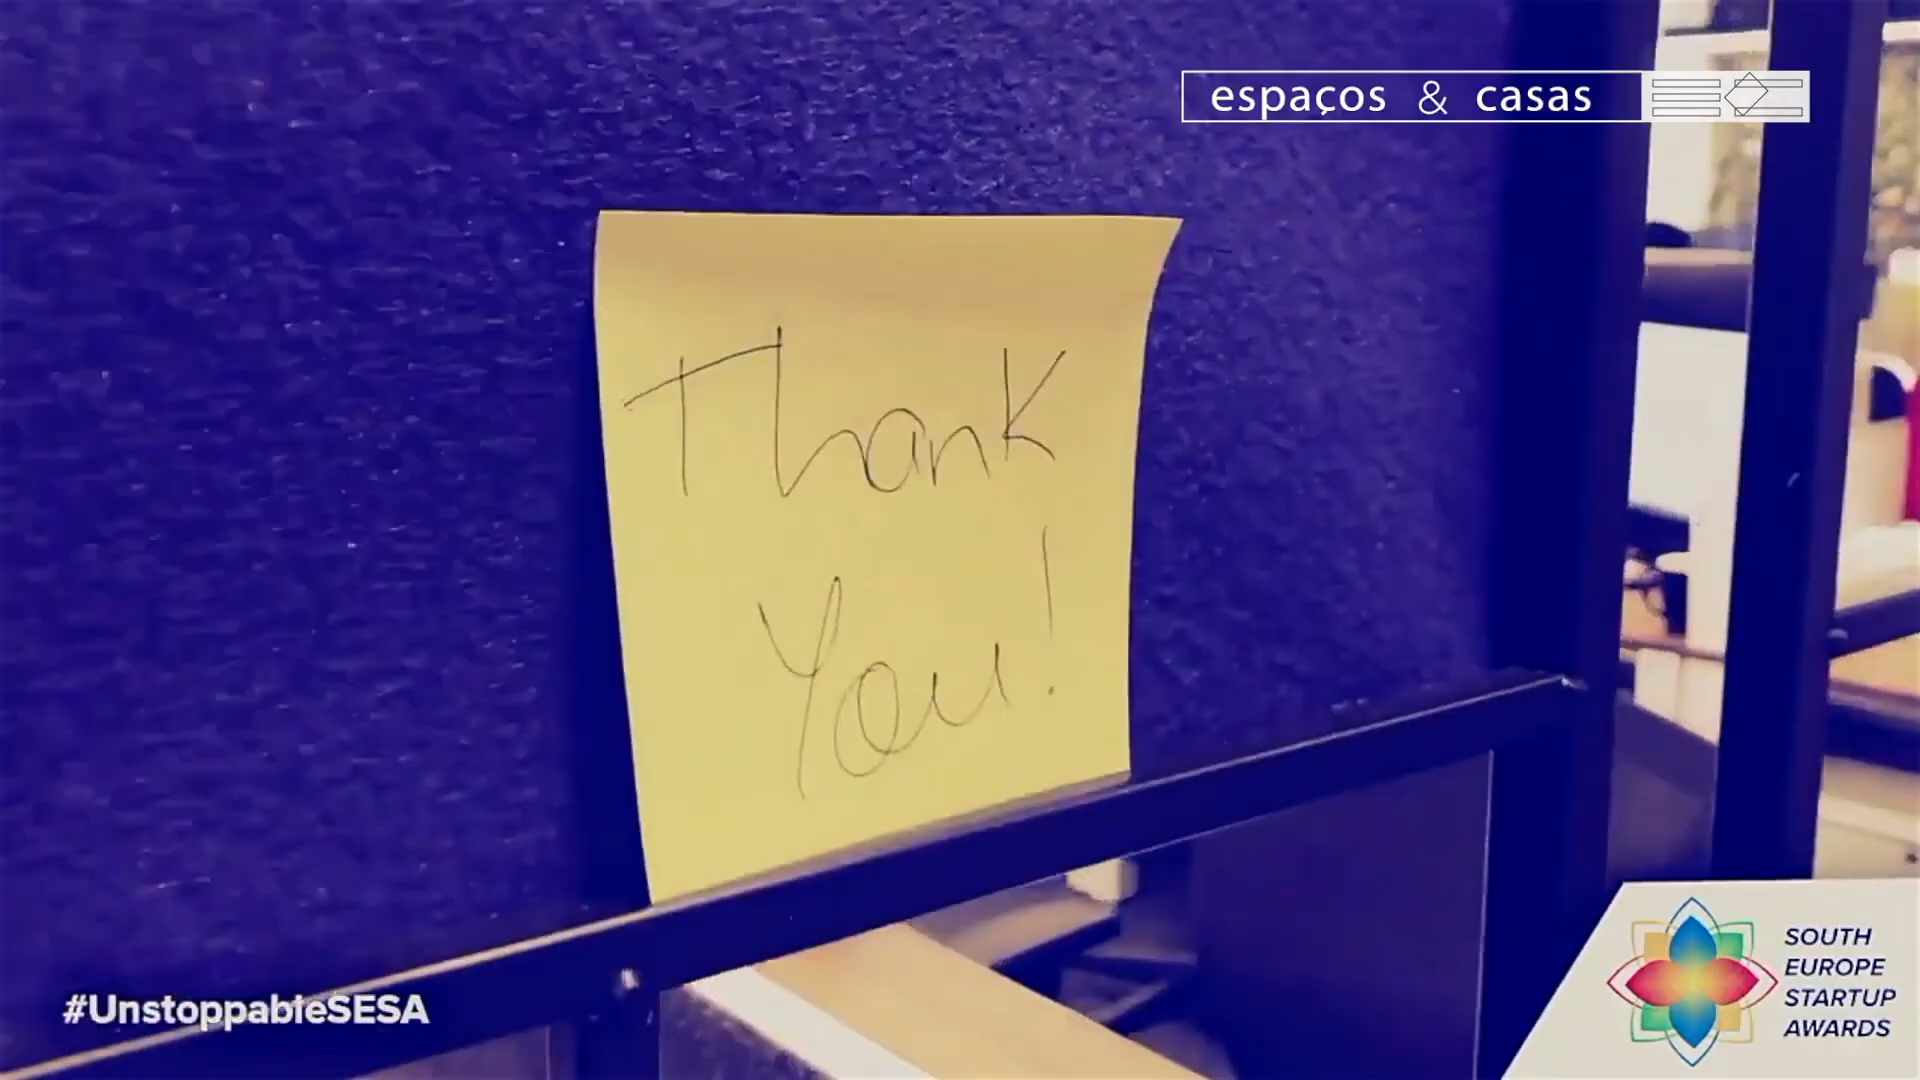 espaços & casas
Thank
You!
#UnstoppableSESA
SOUTH
EUROPE
STARTUP
AWARDS